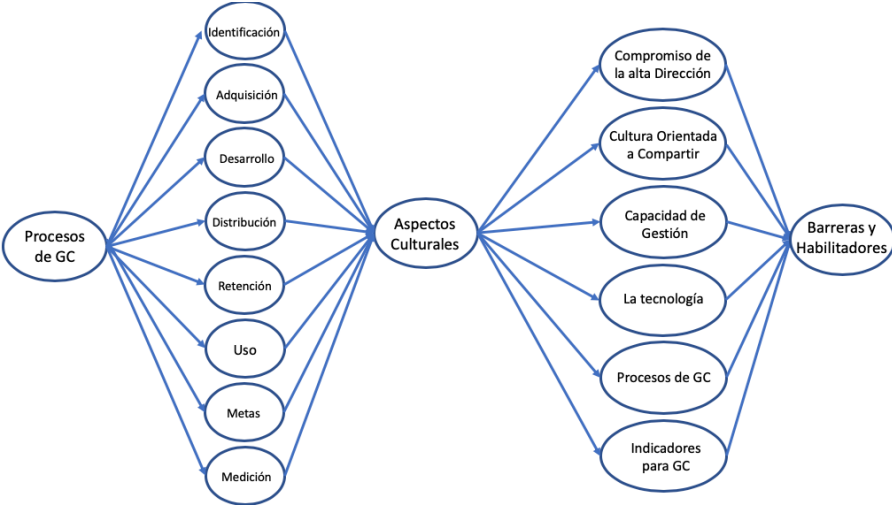 Procesos
de GC
Identificación
Adquisición
Desarrollo
Distribución
Retención
Uso
Metas
Medición
Aspectos
Culturales
Compromiso de
la alta Dirección
Cultura Orientada
a Compartir
Capacidad de
Gestión
La tecnología
Procesos de GC
Indicadores
para GC
Barreras y
Habilitadores